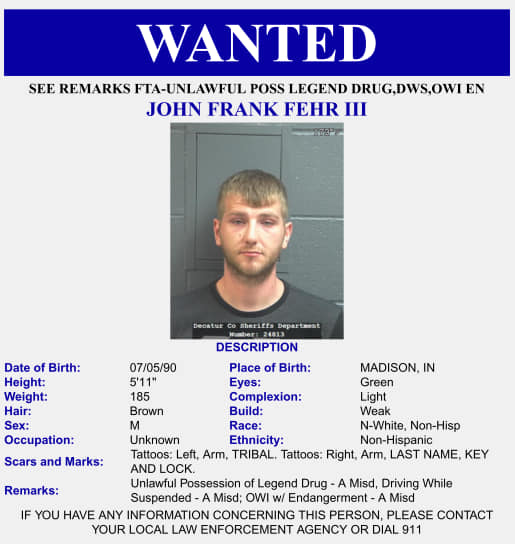 WANTED
SEE REMARKS FTA-UNLAWFUL POSS LEGEND DRUG,DWS,OWI EN
JOHN FRANK FEHR III
Decatur Co Sheriffs Department
Number: 24813
DESCRIPTION
Date of Birth: 07/05/90 Place of Birth: MADISON, IN
Height: 5'11" Eyes: Green
Weight: 185 Complexion: Light
Hair: Brown Build: Weak
Sex: M Race: N-White, Non-Hisp
Occupation: Unknown Ethnicity: Non-Hispanic
Scars and Marks: Tattoos: Left, Arm, TRIBAL. Tattoos: Right, Arm, LAST NAME, KEY
AND LOCK.
Remarks: Unlawful Possession of Legend Drug - A Misd, Driving While
Suspended - A Misd; OWI w/ Endangerment - A Misd
IF YOU HAVE ANY INFORMATION CONCERNING THIS PERSON, PLEASE CONTACT
YOUR LOCAL LAW ENFORCEMENT AGENCY OR DIAL 911